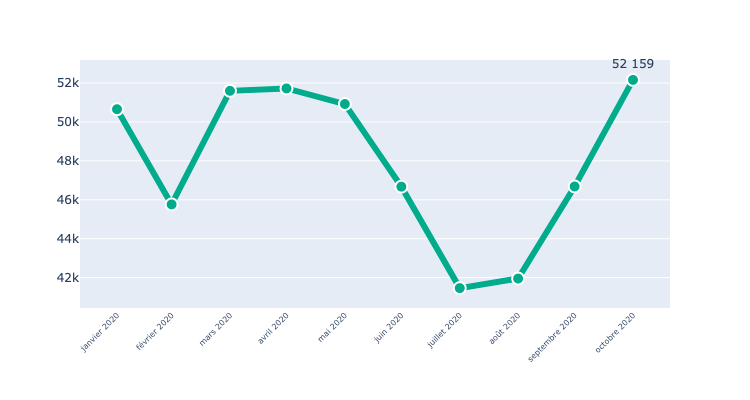 52 159
52k
50k
48k
46k
44k
42k
janvier 2020
février 2020
mars 2020
avril 2020
mai 2020
juin 2020
juillet 2020
août 2020
septembre 2020
octobre 2020